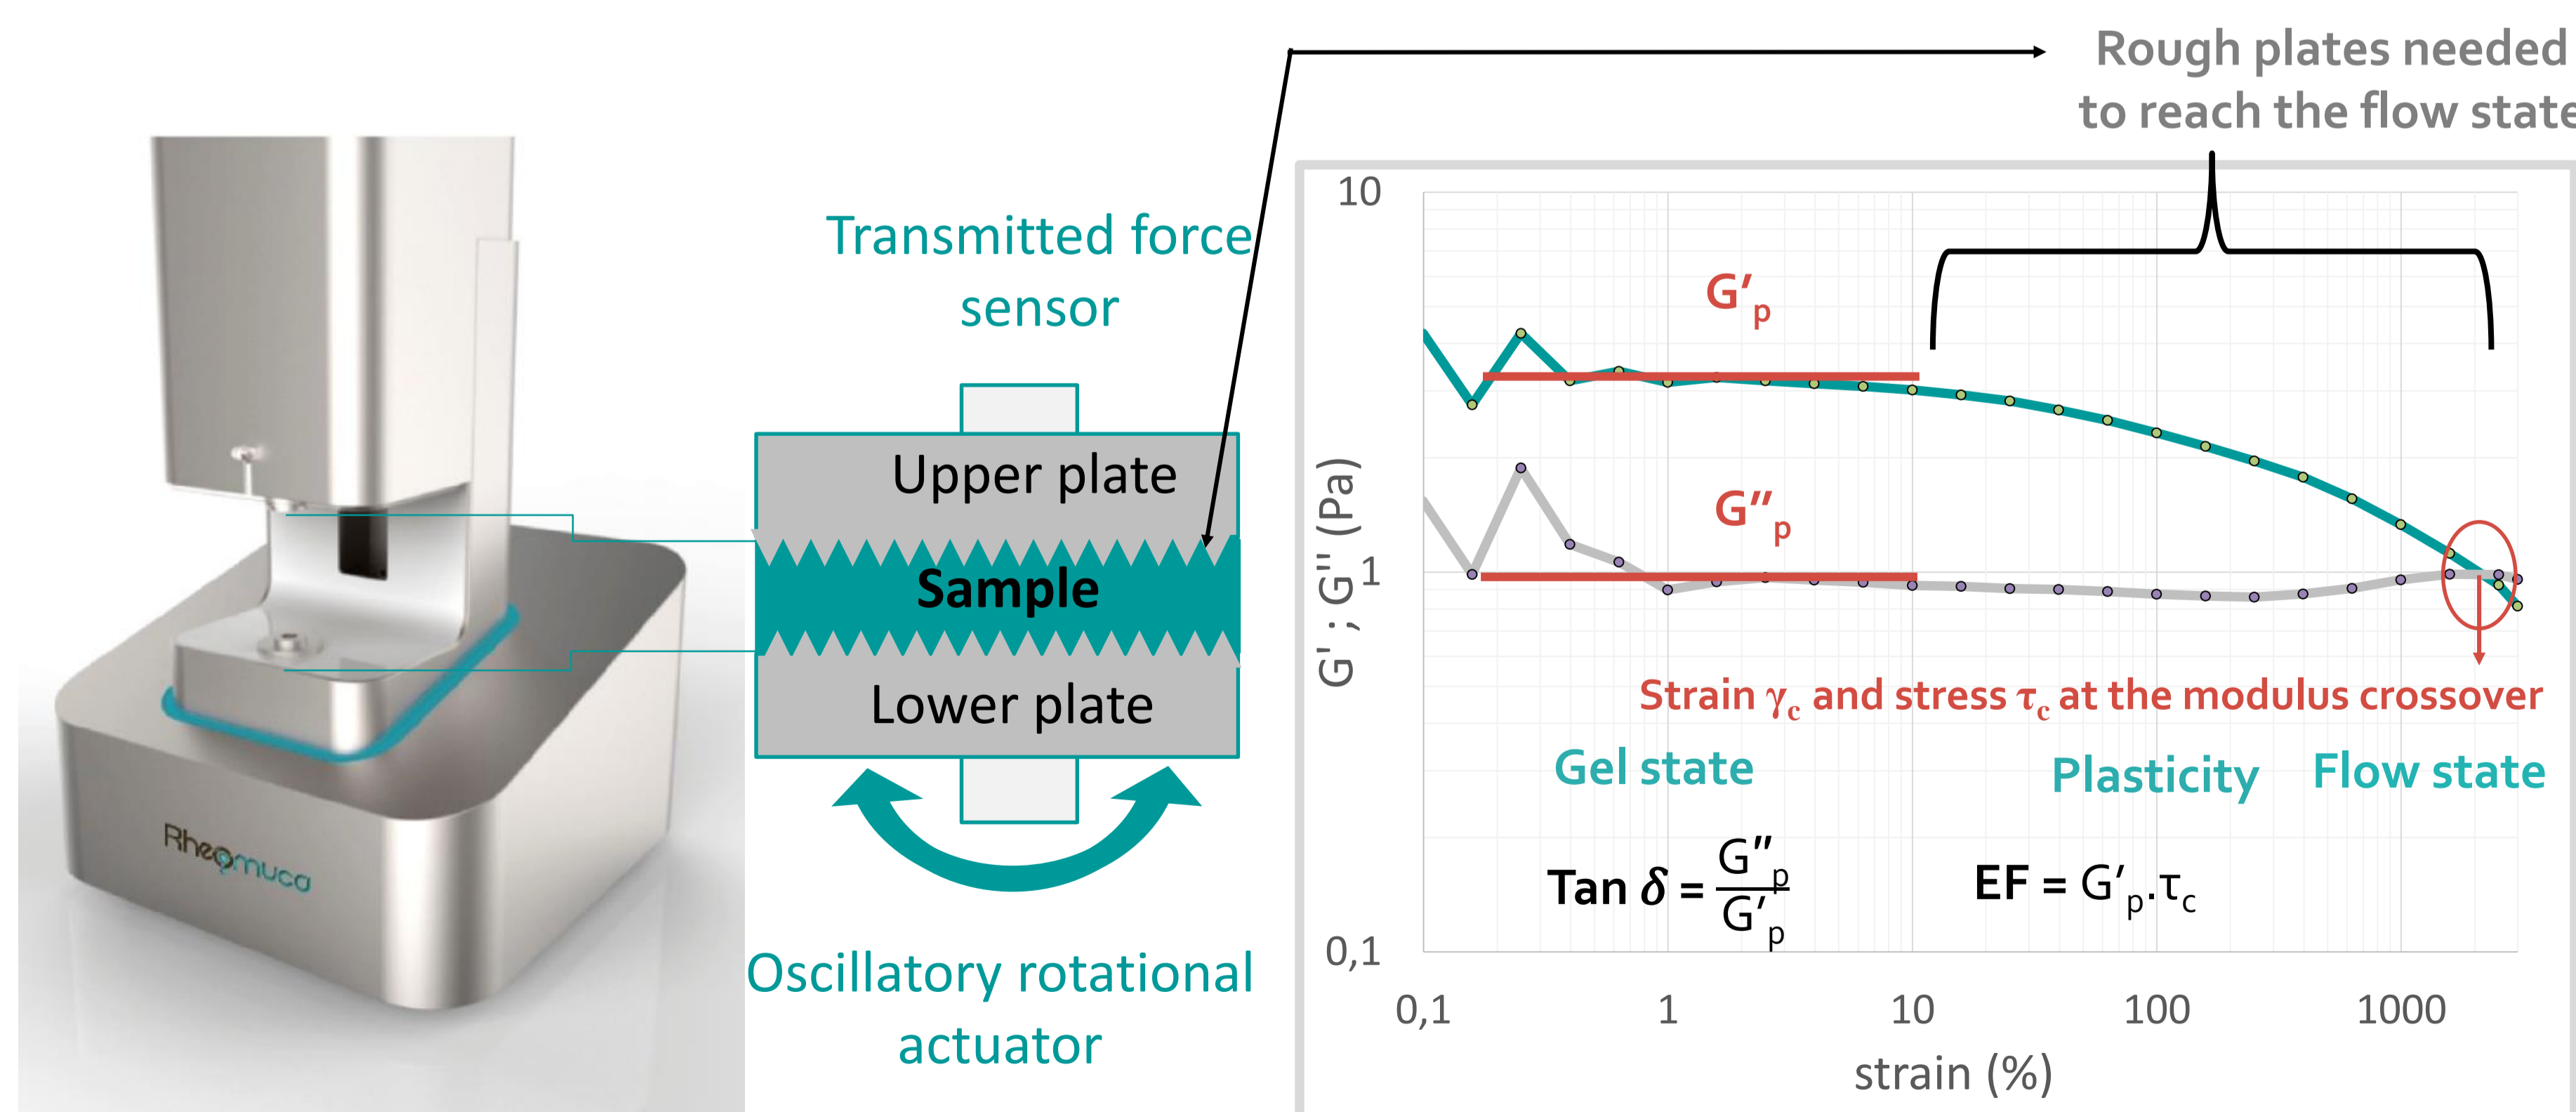 Rough plates needed
to reach the flow state
Transmitted force
sensor
Upper plate
Sample
Lower plate
Oscillatory rotational
actuator
Rheomuco
10
1
0,1
G' ; G'' (Pa)
G′p
G″p
Strain γc and stress τc at the modulus crossover
Gel state
Plasticity
Flow state
Tan δ = G″p / G′p
EF = G′p.τc
0,1
1
10
100
1000
strain (%)